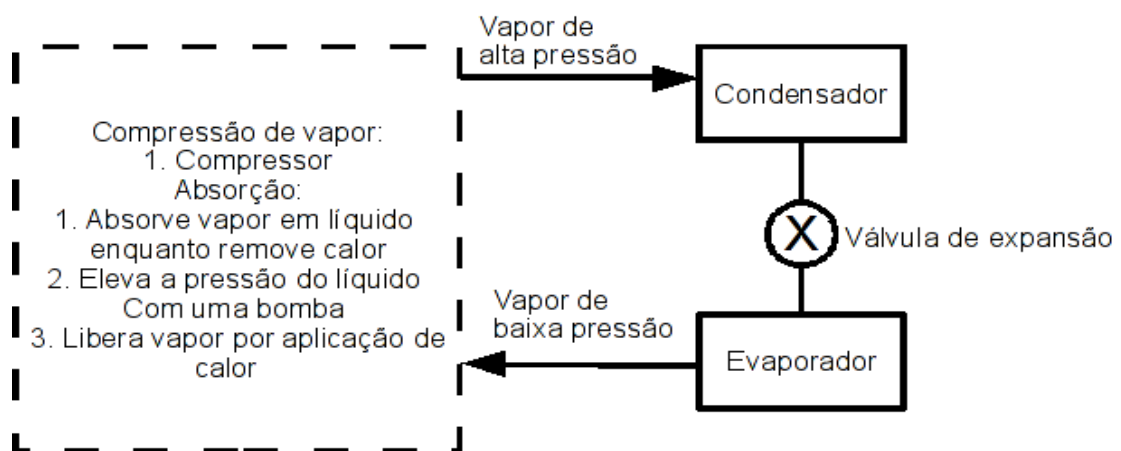 Vapor de
alta pressão
Condensador
Compressão de vapor:
1. Compressor
Absorção:
1. Absorve vapor em líquido
enquanto remove calor
2. Eleva a pressão do líquido
Com uma bomba
3. Libera vapor por aplicação de
calor
X
Válvula de expansão
Vapor de
baixa pressão
Evaporador